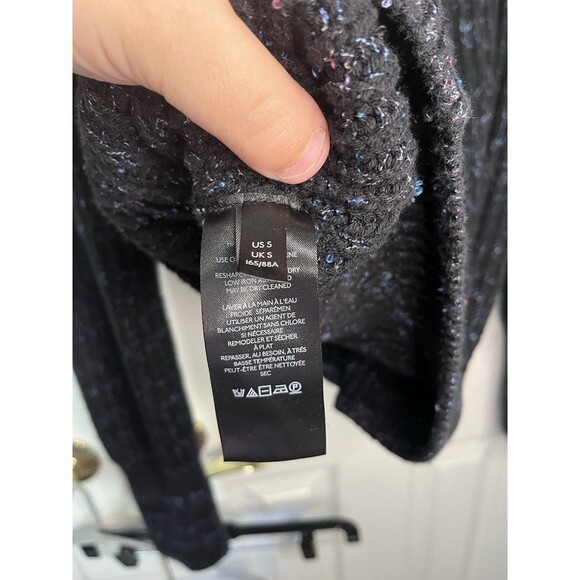 US S
UK S
165/88A
USE O
RESHAP
DRY
LOW IRON
MAY BE DRY CLEANED
LAVER À LA MAIN À L'EAU
FROIDE SÉPARÉMEN
UTILISER UN AGENT DE
BLANCHIMENT SANS CHLORE
SI NÉCESSAIRE
REMODELER ET SÉCHER
À PLAT
REPASSER, AU BESOIN, À TRÈS
BASSE TEMPÉRATURE
PEUT-ÊTRE ÊTRE NETTOYÉE
SEC
P